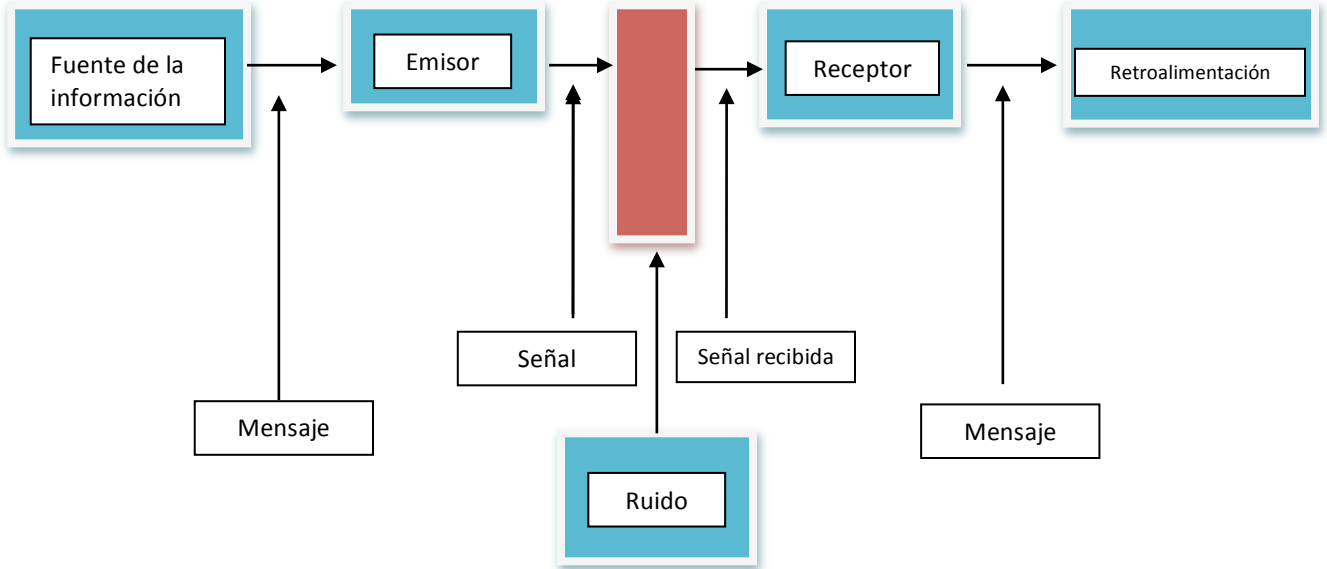 Fuente de la
información
Emisor
Receptor
Retroalimentación
Señal
Señal recibida
Mensaje
Mensaje
Ruido